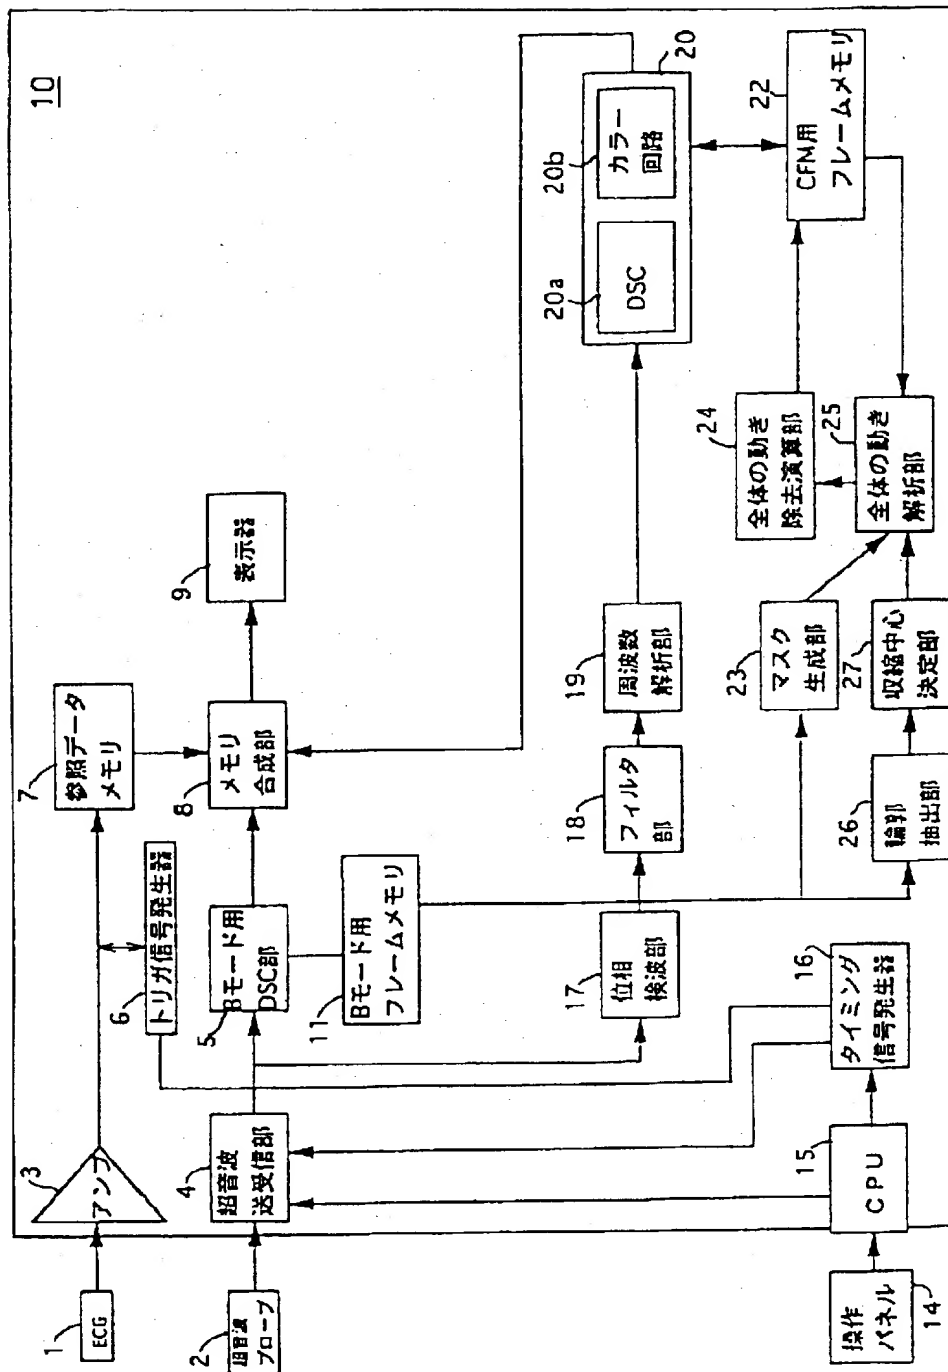 10
1
ECG
3
アンプ
7
参照データ
メモリ
6
トリガ信号発生器
2
超音波
プローブ
4
超音波
送受信部
5
Bモード用
DSC部
8
メモリ
合成部
9
表示器
11
Bモード用
フレームメモリ
17
位相
検波部
18
フィルタ
部
19
周波数
解析部
20
20a
DSC
20b
カラー
回路
22
CFM用
フレームメモリ
24
全体の動き
除去演算部
25
全体の動き
解析部
23
マスク
生成部
27
収縮中心
決定部
26
輪郭
抽出部
14
操作
パネル
15
CPU
16
タイミング
信号発生器